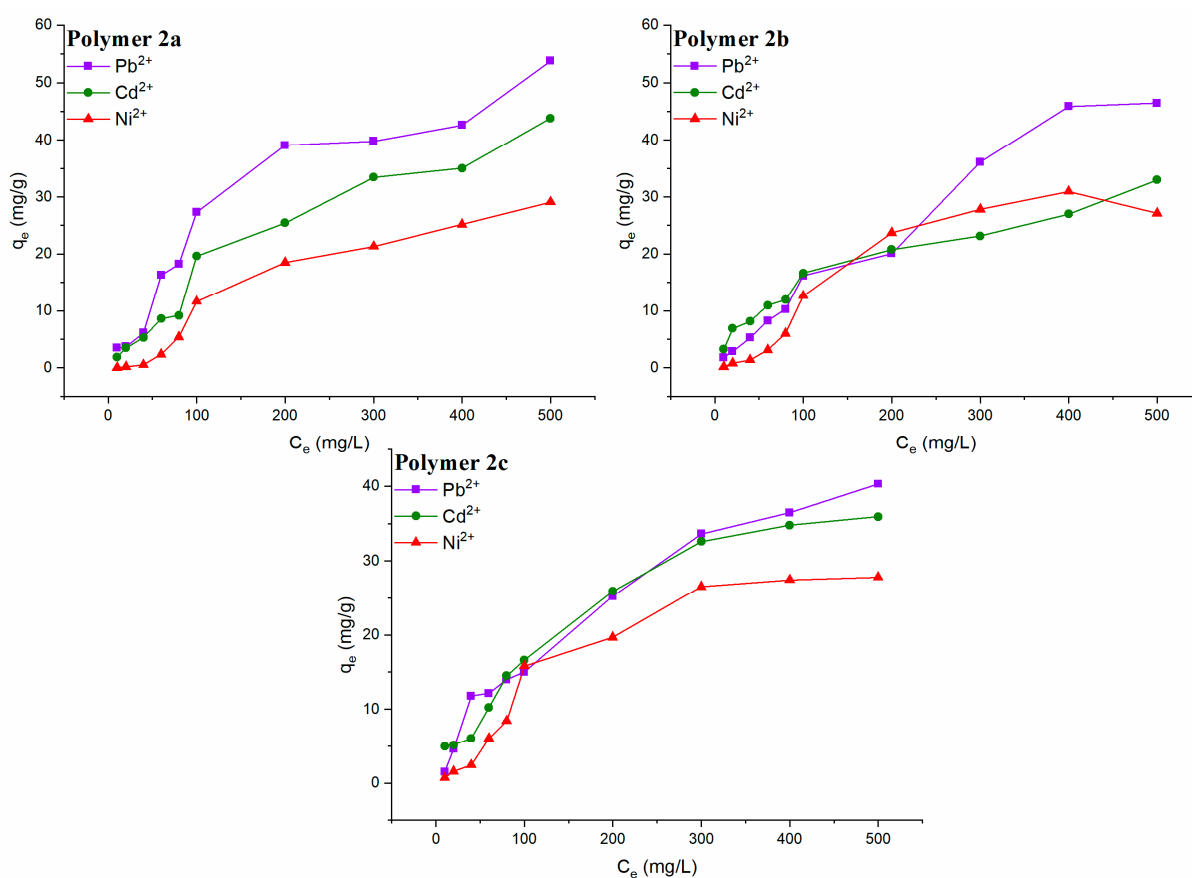 Polymer 2a
Pb²⁺
Cd²⁺
Ni²⁺
60
50
40
30
20
10
0
qₑ (mg/g)
0 100 200 300 400 500
Cₑ (mg/L)
Polymer 2b
Pb²⁺
Cd²⁺
Ni²⁺
60
50
40
30
20
10
0
qₑ (mg/g)
0 100 200 300 400 500
Cₑ (mg/L)
Polymer 2c
Pb²⁺
Cd²⁺
Ni²⁺
40
30
20
10
0
qₑ (mg/g)
0 100 200 300 400 500
Cₑ (mg/L)